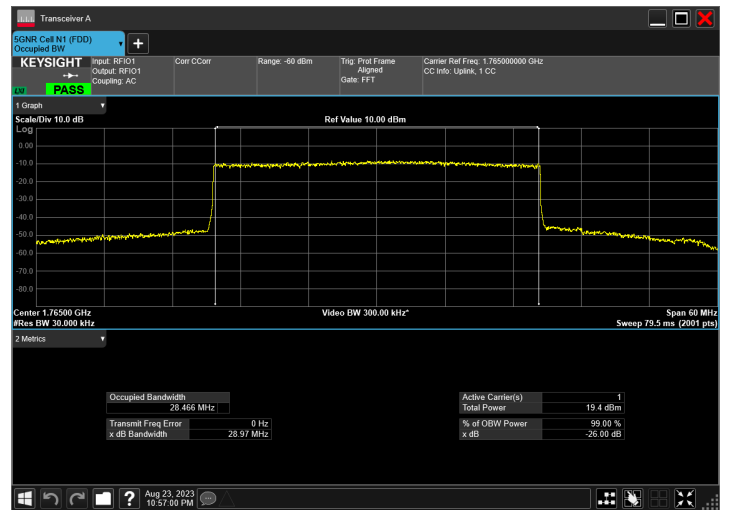 Transceiver A
5GNR Cell N1 (FDD)
Occupied BW
KEYSIGHT
Input: RFIO1
Output: RFIO1
Coupling: AC
Corr CCorr
Range: -60 dBm
Trig: Prot Frame
Aligned
Gate: FFT
Carrier Ref Freq: 1.765000000 GHz
CC Info: Uplink, 1 CC
PASS
1 Graph
Scale/Div 10.0 dB
Ref Value 10.00 dBm
Log
0.00
-10.0
-20.0
-30.0
-40.0
-50.0
-60.0
-70.0
-80.0
Center 1.76500 GHz
Video BW 300.00 kHz*
Span 60 MHz
#Res BW 30.000 kHz
Sweep 79.5 ms (2001 pts)
2 Metrics
Occupied Bandwidth
28.466 MHz
Active Carrier(s) 1
Total Power 19.4 dBm
Transmit Freq Error 0 Hz
x dB Bandwidth 28.97 MHz
% of OBW Power 99.00 %
x dB -26.00 dB
Aug 23, 2023
10:57:00 PM